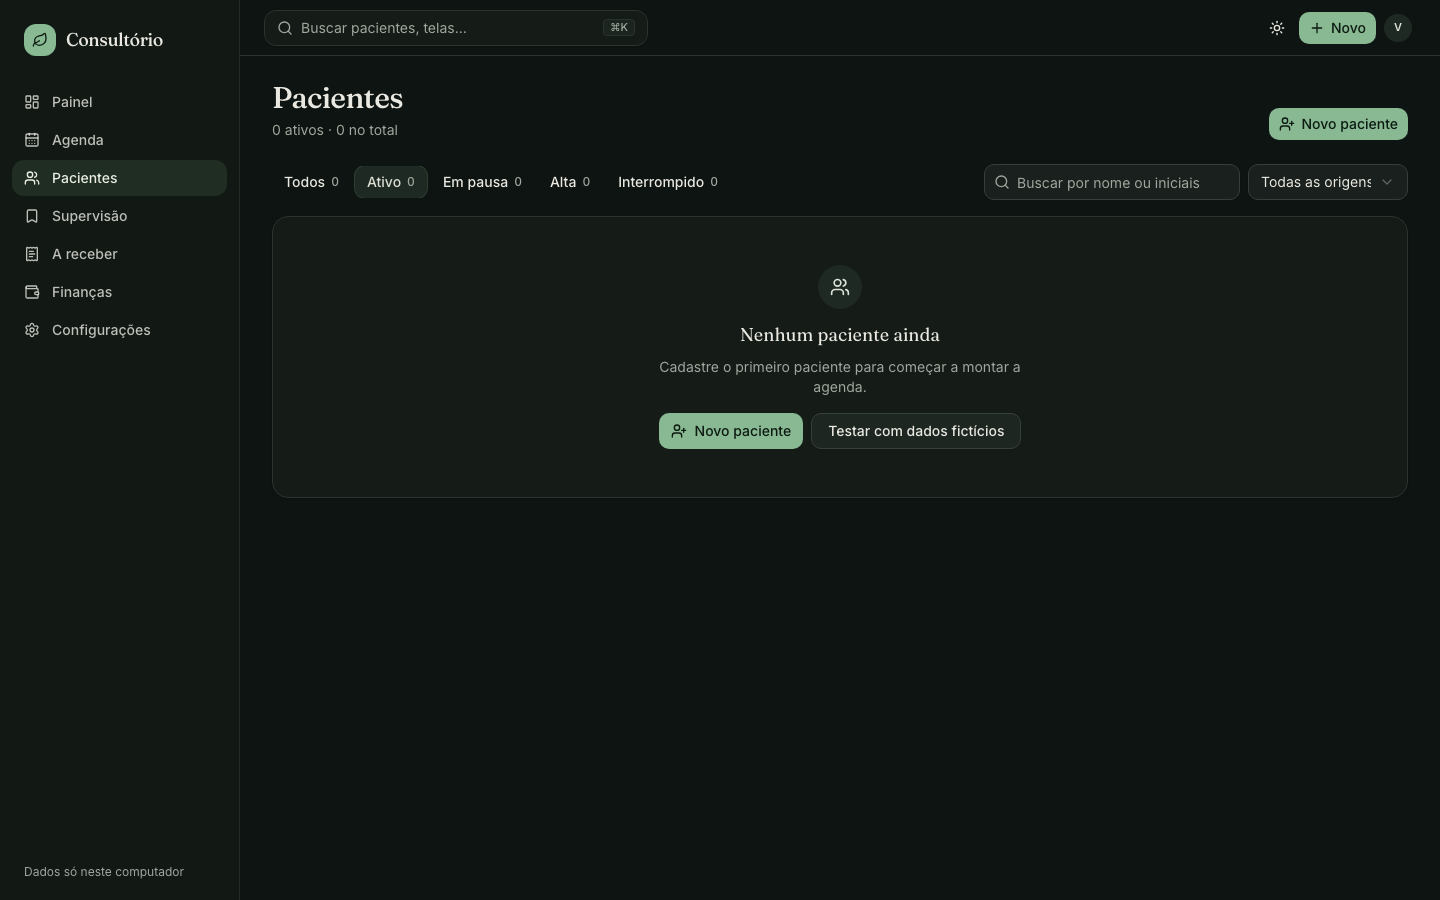 Consultório
Buscar pacientes, telas...
⌘K
Novo
V
Painel
Agenda
Pacientes
Supervisão
A receber
Finanças
Configurações
Dados só neste computador
Pacientes
0 ativos · 0 no total
Novo paciente
Todos 0
Ativo 0
Em pausa 0
Alta 0
Interrompido 0
Buscar por nome ou iniciais
Todas as origens
Nenhum paciente ainda
Cadastre o primeiro paciente para começar a montar a
agenda.
Novo paciente
Testar com dados fictícios